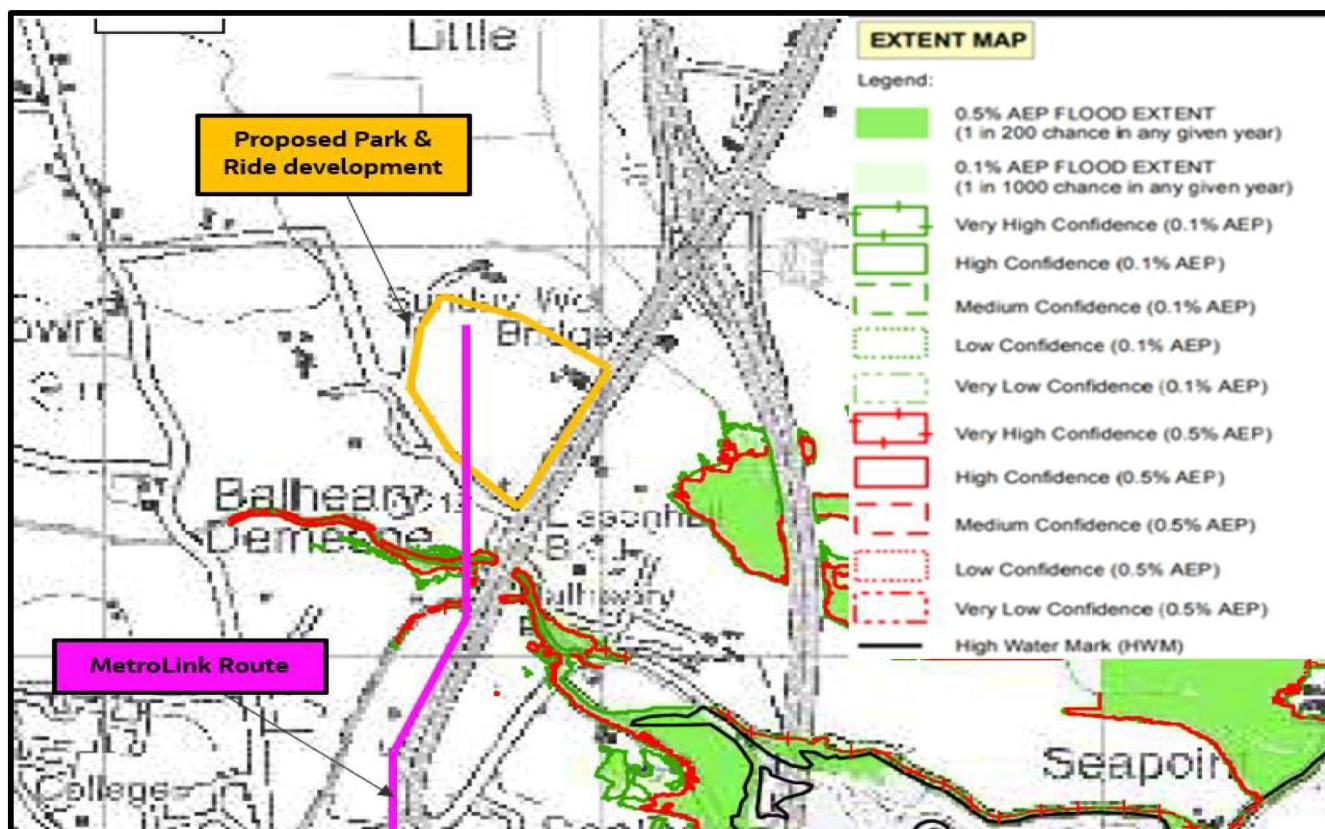 Little
EXTENT MAP
Legend:
0.5% AEP FLOOD EXTENT
(1 in 200 chance in any given year)
0.1% AEP FLOOD EXTENT
(1 in 1000 chance in any given year)
Very High Confidence (0.1% AEP)
High Confidence (0.1% AEP)
Medium Confidence (0.1% AEP)
Low Confidence (0.1% AEP)
Very Low Confidence (0.1% AEP)
Very High Confidence (0.5% AEP)
High Confidence (0.5% AEP)
Medium Confidence (0.5% AEP)
Low Confidence (0.5% AEP)
Very Low Confidence (0.5% AEP)
High Water Mark (HWM)
Proposed Park &
Ride development
Sunday
Bridge
Balheary
Demesne
MetroLink Route
Seapoint
College